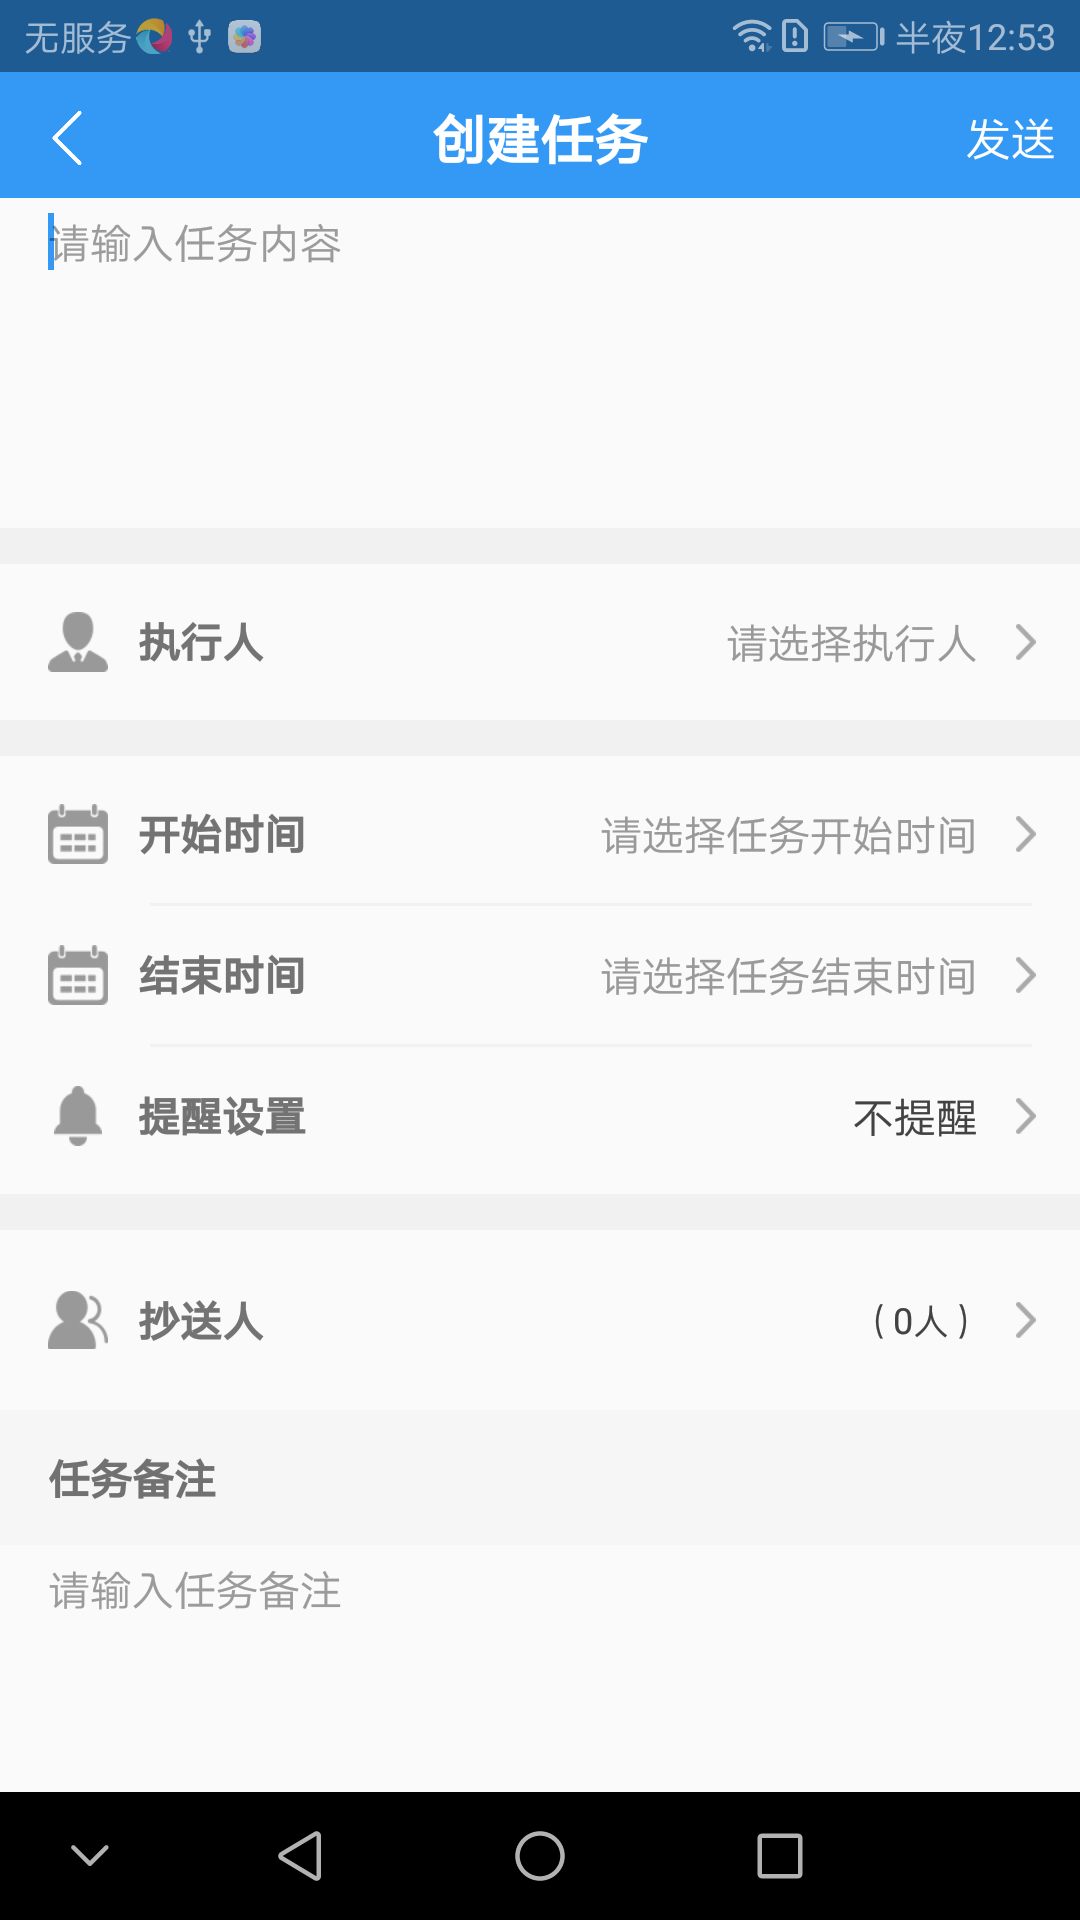 无服务 半夜12:53
创建任务 发送
请输入任务内容
执行人 请选择执行人
开始时间 请选择任务开始时间
结束时间 请选择任务结束时间
提醒设置 不提醒
抄送人 （0人）
任务备注
请输入任务备注